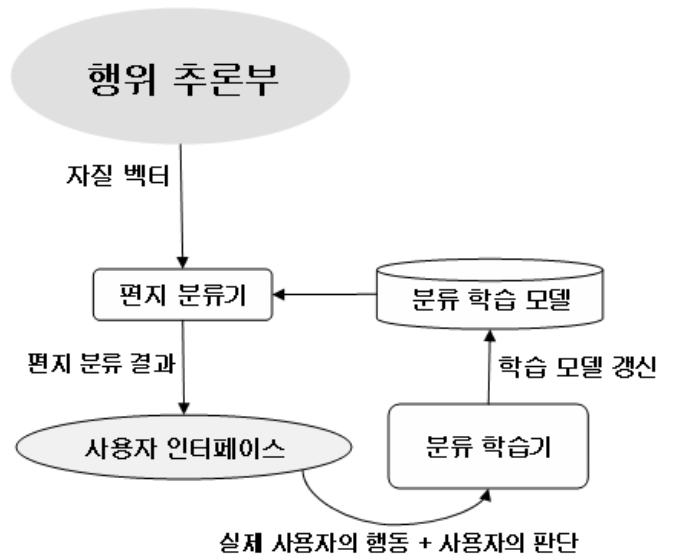 행위 추론부
자질 벡터
편지 분류기
분류 학습 모델
편지 분류 결과
학습 모델 갱신
사용자 인터페이스
분류 학습기
실제 사용자의 행동 + 사용자의 판단